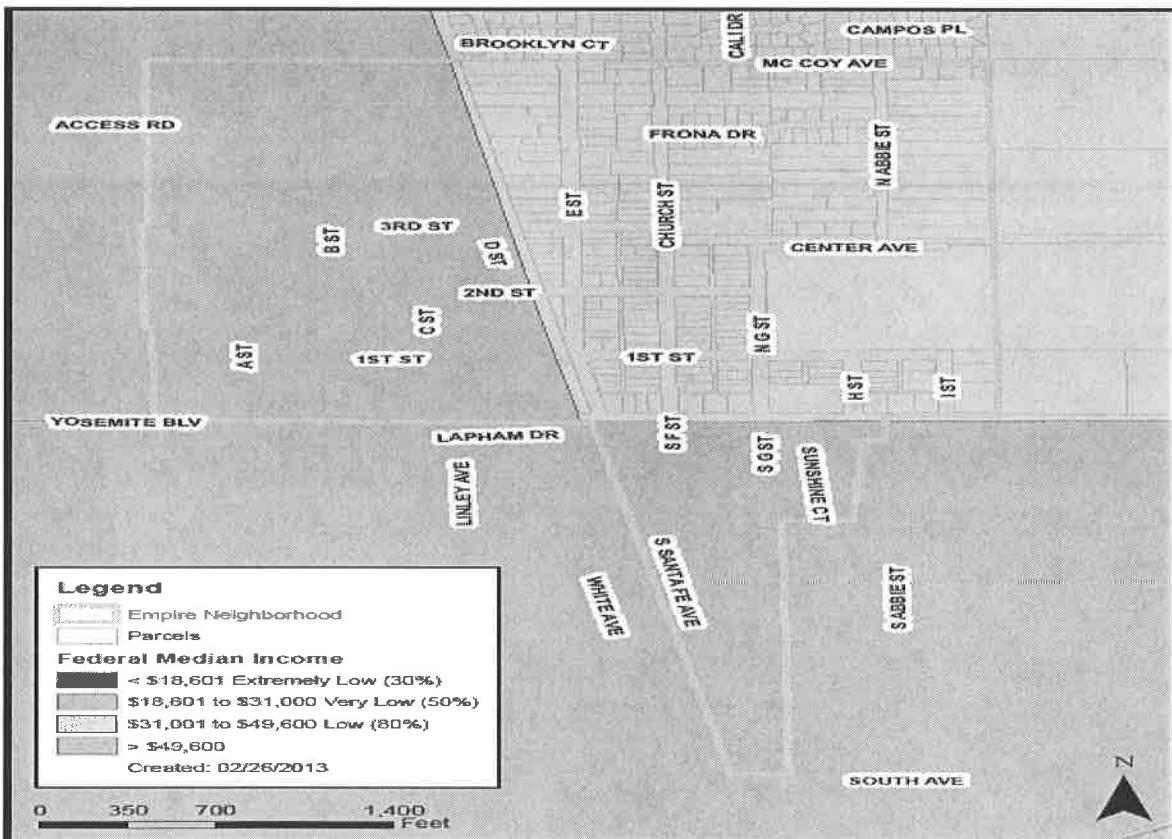 BROOKLYN CT
CALI DR
CAMPOS PL
MC COY AVE
ACCESS RD
FRONA DR
N ABBIE ST
E ST
CHURCH ST
3RD ST
B ST
D ST
CENTER AVE
2ND ST
C ST
N G ST
A ST
1ST ST
1ST ST
H ST
I ST
YOSEMITE BLV
LAPHAM DR
S F ST
S G ST
SUNSHINE CT
LINLEY AVE
WHITE AVE
S SANTA FE AVE
S ABBIE ST
SOUTH AVE
N
Legend
Empire Neighborhood
Parcels
Federal Median Income
< $18,601 Extremely Low (30%)
$18,601 to $31,000 Very Low (50%)
$31,001 to $49,600 Low (80%)
> $49,600
Created: 02/26/2013
0 350 700 1,400
Feet